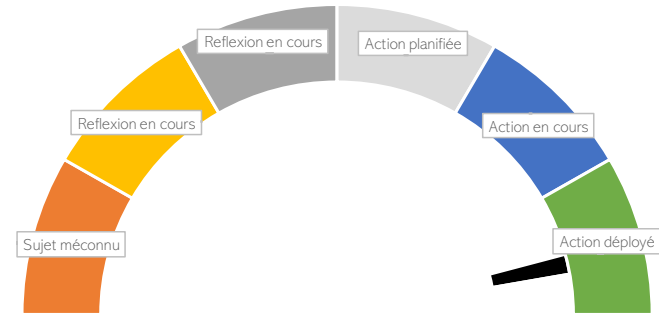 Reflexion en cours
Action planifiée
Reflexion en cours
Action en cours
Sujet méconnu
Action déployé